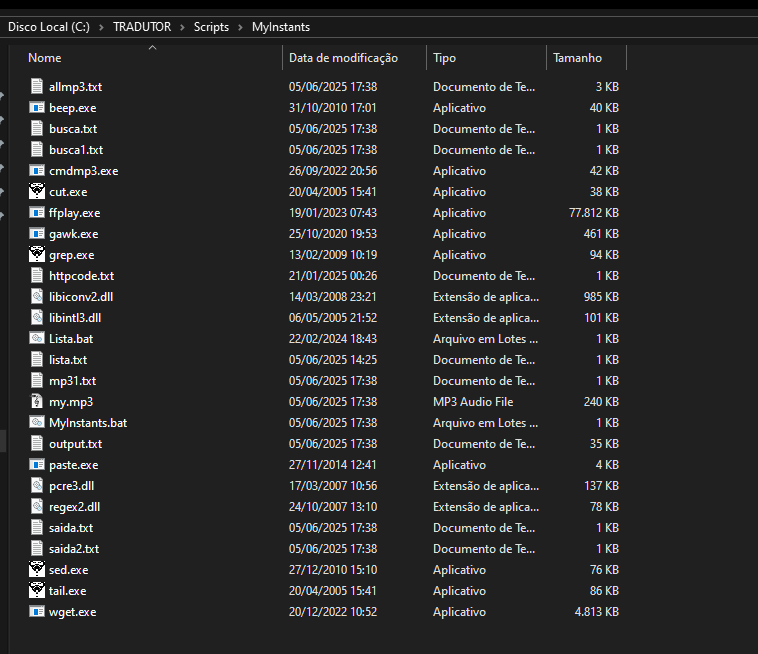 Disco Local (C:) > TRADUTOR > Scripts > MyInstants
Nome Data de modificação Tipo Tamanho
allmp3.txt 05/06/2025 17:38 Documento de Te... 3 KB
beep.exe 31/10/2010 17:01 Aplicativo 40 KB
busca.txt 05/06/2025 17:38 Documento de Te... 1 KB
busca1.txt 05/06/2025 17:38 Documento de Te... 1 KB
cmdmp3.exe 26/09/2022 20:56 Aplicativo 42 KB
cut.exe 20/04/2005 15:41 Aplicativo 38 KB
ffplay.exe 19/01/2023 07:43 Aplicativo 77.812 KB
gawk.exe 25/10/2020 19:53 Aplicativo 461 KB
grep.exe 13/02/2009 10:19 Aplicativo 94 KB
httpcode.txt 21/01/2025 00:26 Documento de Te... 1 KB
libiconv2.dll 14/03/2008 23:21 Extensão de aplica... 985 KB
libintl3.dll 06/05/2005 21:52 Extensão de aplica... 101 KB
Lista.bat 22/02/2024 18:43 Arquivo em Lotes ... 1 KB
lista.txt 05/06/2025 14:25 Documento de Te... 1 KB
mp31.txt 05/06/2025 17:38 Documento de Te... 1 KB
my.mp3 05/06/2025 17:38 MP3 Audio File 240 KB
MyInstants.bat 05/06/2025 17:38 Arquivo em Lotes ... 1 KB
output.txt 05/06/2025 17:38 Documento de Te... 35 KB
paste.exe 27/11/2014 12:41 Aplicativo 4 KB
pcre3.dll 17/03/2007 10:56 Extensão de aplica... 137 KB
regex2.dll 24/10/2007 13:10 Extensão de aplica... 78 KB
saida.txt 05/06/2025 17:38 Documento de Te... 1 KB
saida2.txt 05/06/2025 17:38 Documento de Te... 1 KB
sed.exe 27/12/2010 15:10 Aplicativo 76 KB
tail.exe 20/04/2005 15:41 Aplicativo 86 KB
wget.exe 20/12/2022 10:52 Aplicativo 4.813 KB